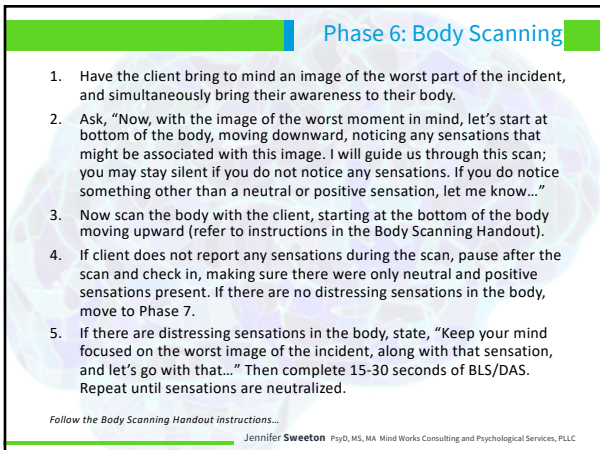 Phase 6: Body Scanning
1. Have the client bring to mind an image of the worst part of the incident,
and simultaneously bring their awareness to their body.
2. Ask, “Now, with the image of the worst moment in mind, let’s start at
bottom of the body, moving downward, noticing any sensations that
might be associated with this image. I will guide us through this scan;
you may stay silent if you do not notice any sensations. If you do notice
something other than a neutral or positive sensation, let me know…”
3. Now scan the body with the client, starting at the bottom of the body
moving upward (refer to instructions in the Body Scanning Handout).
4. If client does not report any sensations during the scan, pause after the
scan and check in, making sure there were only neutral and positive
sensations present. If there are no distressing sensations in the body,
move to Phase 7.
5. If there are distressing sensations in the body, state, “Keep your mind
focused on the worst image of the incident, along with that sensation,
and let’s go with that…” Then complete 15-30 seconds of BLS/DAS.
Repeat until sensations are neutralized.
Follow the Body Scanning Handout instructions…
Jennifer Sweeton PsyD, MS, MA Mind Works Consulting and Psychological Services, PLLC